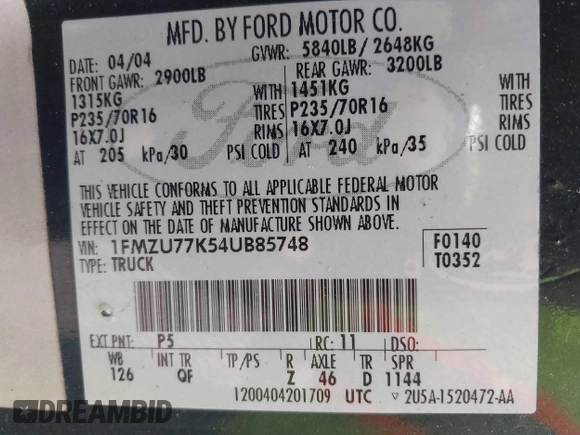 MFD. BY FORD MOTOR CO.
DATE: 04/04 GVWR: 5840LB/ 2648KG
FRONT GAWR: 2900LB REAR GAWR: 3200LB
1315KG WITH 1451KG WITH
P235/70R16 TIRES P235/70R16 TIRES
16X7.0J RIMS 16X7.0J RIMS
AT 205 kPa/30 PSI COLD AT 240 kPa/35 PSI COLD
Ford
THIS VEHICLE CONFORMS TO ALL APPLICABLE FEDERAL MOTOR
VEHICLE SAFETY AND THEFT PREVENTION STANDARDS IN
EFFECT ON THE DATE OF MANUFACTURE SHOWN ABOVE.
VIN: 1FMZU77K54UB85748 F0140
TYPE: TRUCK T0352
EXT PNT: P5 RC: 11 DSO:
WB INT TR TP/PS R AXLE TR SPR
126 QF Z 46 D 1144
1200404201709 UTC ▽ 2U5A-1520472-AA
DREAMBID